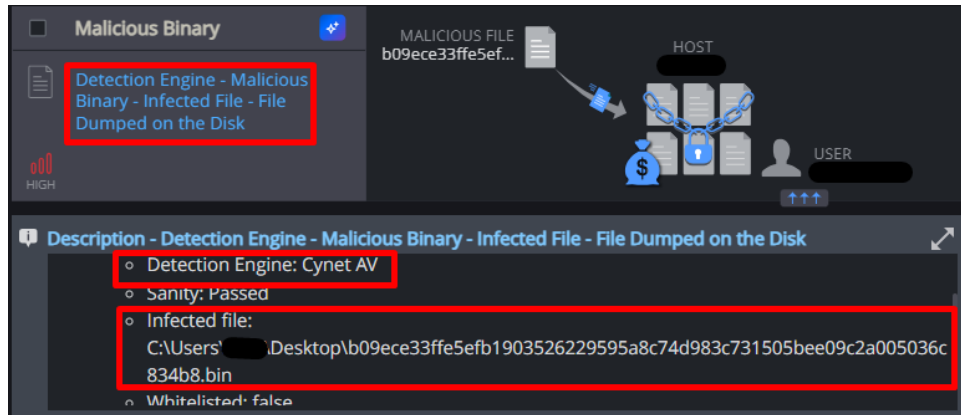 Malicious Binary
Detection Engine - Malicious
Binary - Infected File - File
Dumped on the Disk
HIGH
MALICIOUS FILE
b09ece33ffe5ef...
HOST
$
USER
Description - Detection Engine - Malicious Binary - Infected File - File Dumped on the Disk
Detection Engine: Cynet AV
Sanity: Passed
Infected file:
C:\Users\ \Desktop\b09ece33ffe5efb1903526229595a8c74d983c731505bee09c2a005036c
834b8.bin
Whitelisted: false